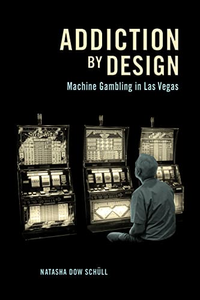 ADDICTION
BY DESIGN
Machine Gambling in Las Vegas
NATASHA DOW SCHÜLL